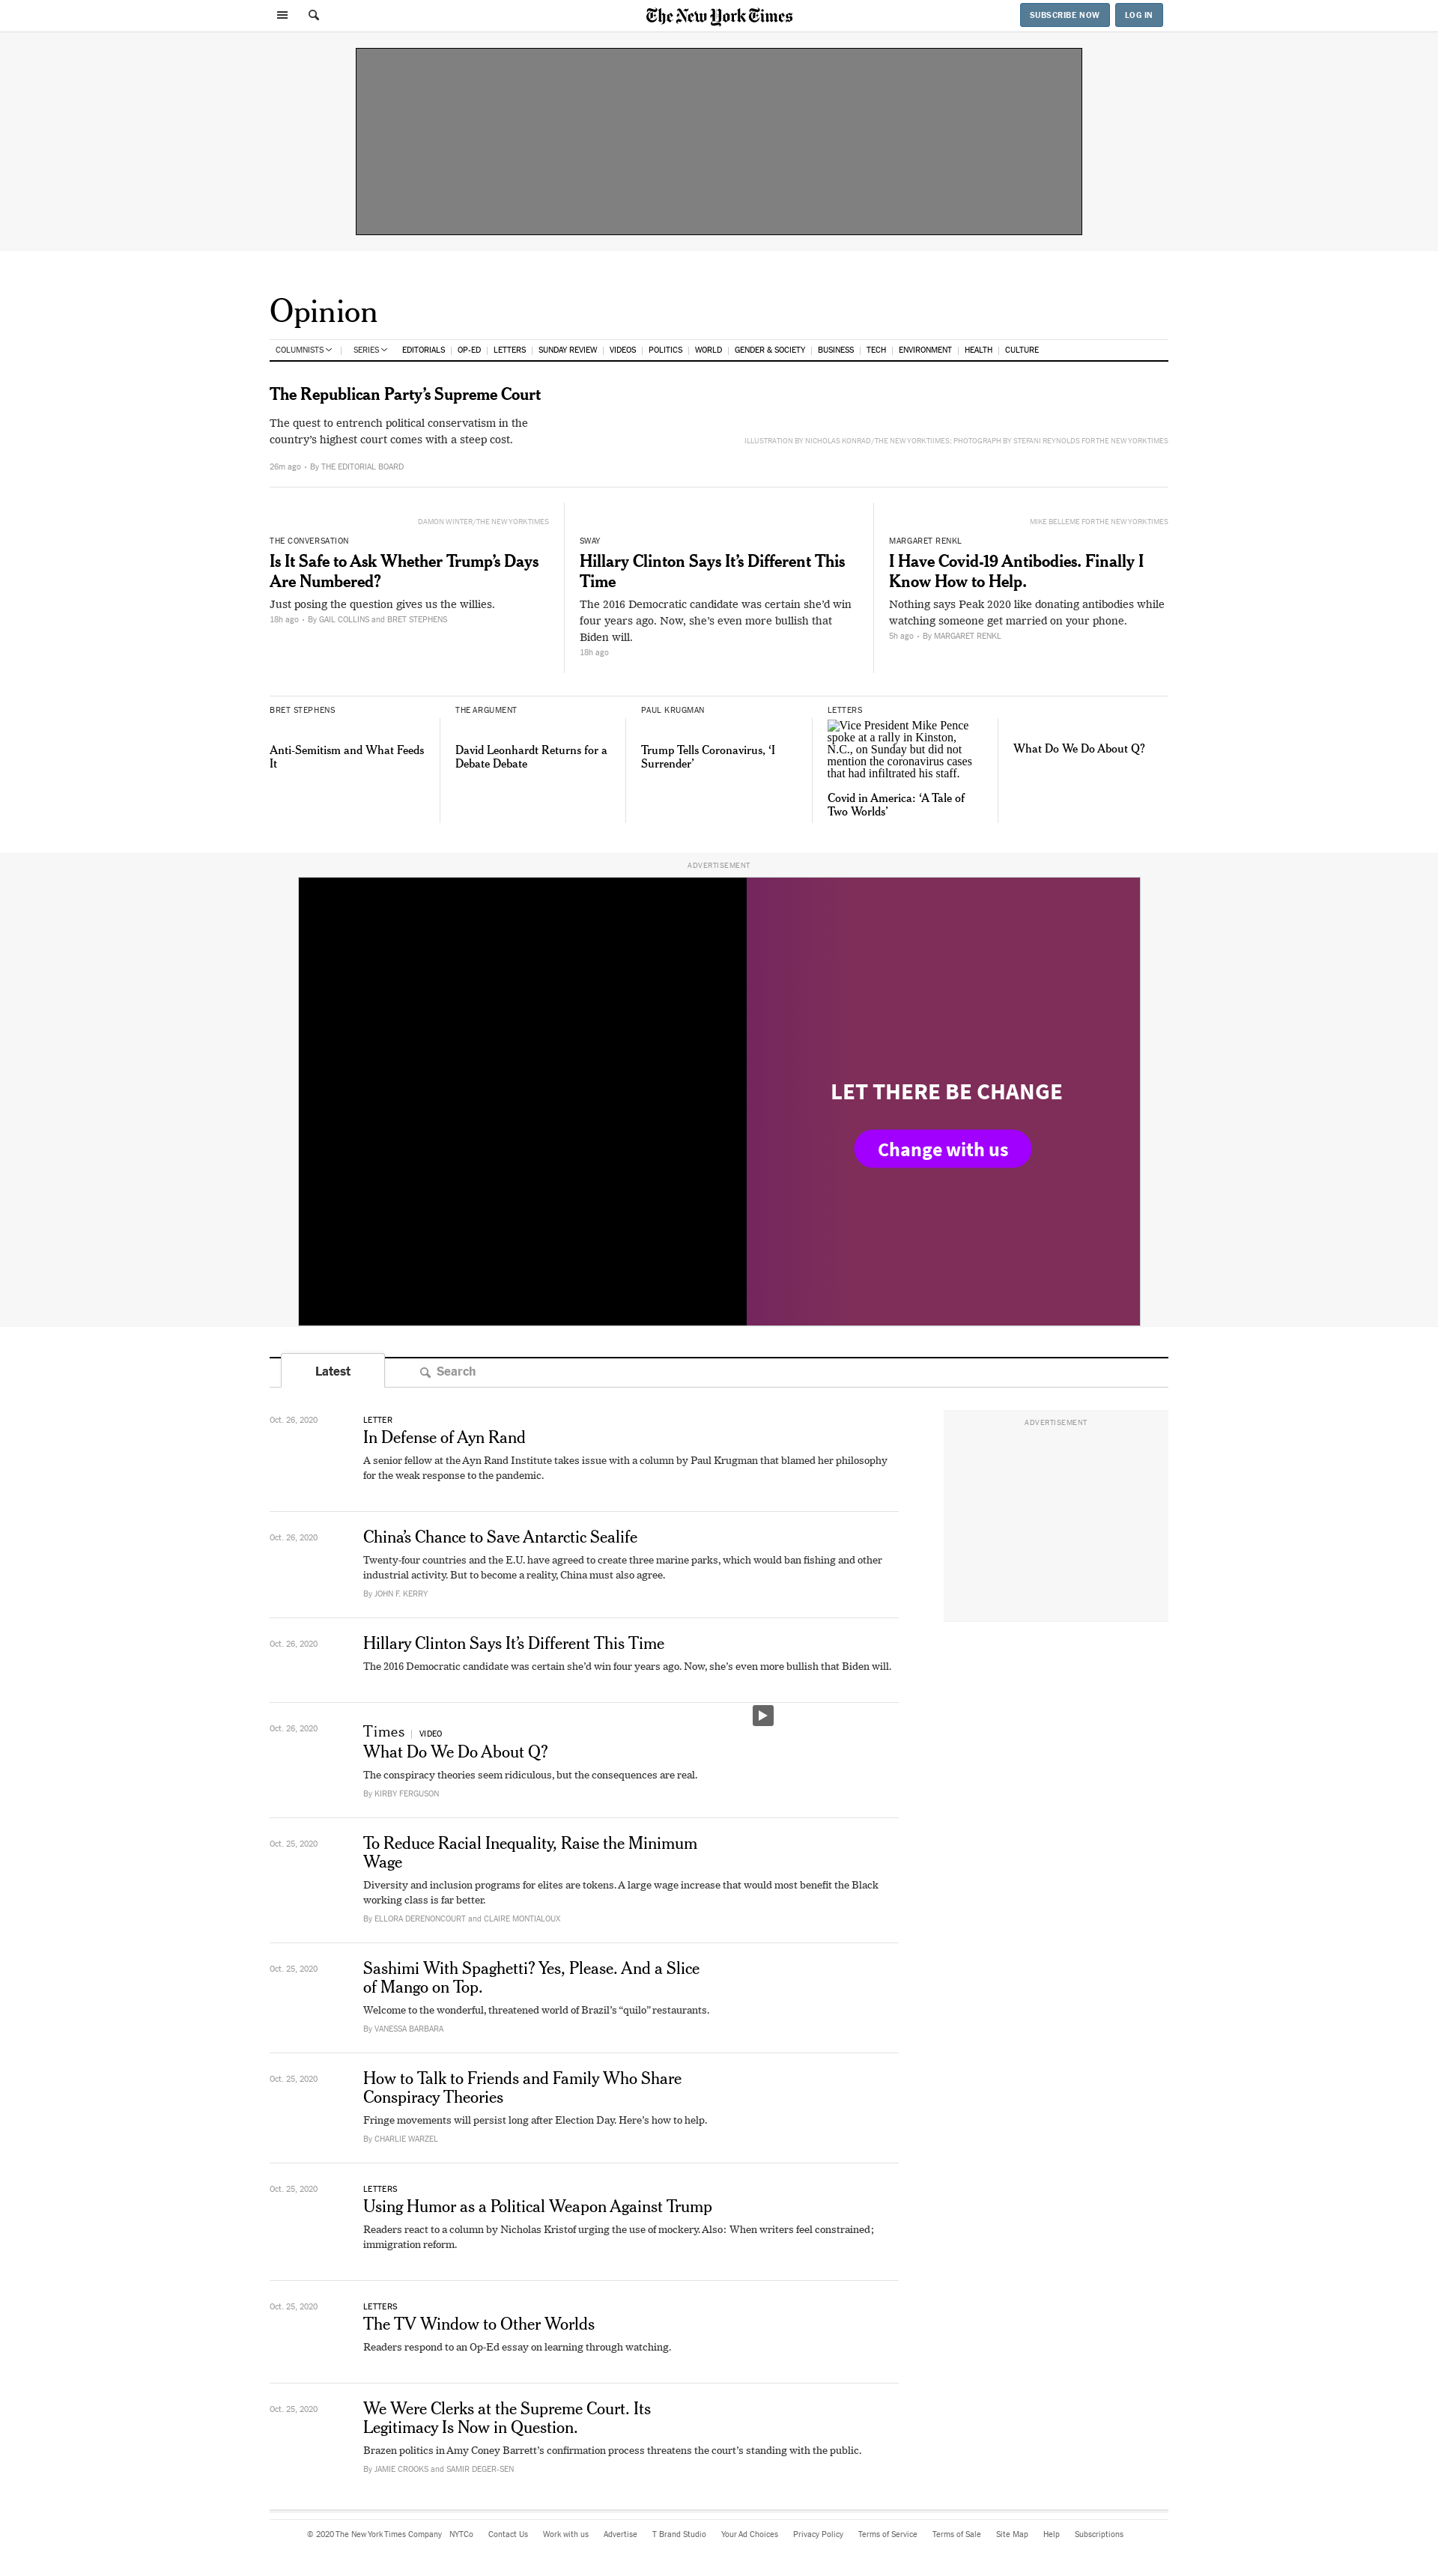 The New York Times
SUBSCRIBE NOW
LOG IN
Opinion
COLUMNISTS | SERIES EDITORIALS | OP-ED | LETTERS | SUNDAY REVIEW | VIDEOS | POLITICS | WORLD | GENDER & SOCIETY | BUSINESS | TECH | ENVIRONMENT | HEALTH | CULTURE
The Republican Party’s Supreme Court
The quest to entrench political conservatism in the
country’s highest court comes with a steep cost.
ILLUSTRATION BY NICHOLAS KONRAD/THE NEW YORK TIIMES; PHOTOGRAPH BY STEFANI REYNOLDS FOR THE NEW YORK TIMES
26m ago • By THE EDITORIAL BOARD
DAMON WINTER/THE NEW YORK TIMES
THE CONVERSATION
Is It Safe to Ask Whether Trump’s Days
Are Numbered?
Just posing the question gives us the willies.
18h ago • By GAIL COLLINS and BRET STEPHENS
SWAY
Hillary Clinton Says It’s Different This
Time
The 2016 Democratic candidate was certain she’d win
four years ago. Now, she’s even more bullish that
Biden will.
18h ago
MIKE BELLEME FOR THE NEW YORK TIMES
MARGARET RENKL
I Have Covid-19 Antibodies. Finally I
Know How to Help.
Nothing says Peak 2020 like donating antibodies while
watching someone get married on your phone.
5h ago • By MARGARET RENKL
BRET STEPHENS
Anti-Semitism and What Feeds
It
THE ARGUMENT
David Leonhardt Returns for a
Debate Debate
PAUL KRUGMAN
Trump Tells Coronavirus, ‘I
Surrender’
LETTERS
Vice President Mike Pence
spoke at a rally in Kinston,
N.C., on Sunday but did not
mention the coronavirus cases
that had infiltrated his staff.
Covid in America: ‘A Tale of
Two Worlds’
What Do We Do About Q?
ADVERTISEMENT
LET THERE BE CHANGE
Change with us
Latest
Search
ADVERTISEMENT
Oct. 26, 2020
LETTER
In Defense of Ayn Rand
A senior fellow at the Ayn Rand Institute takes issue with a column by Paul Krugman that blamed her philosophy
for the weak response to the pandemic.
Oct. 26, 2020
China’s Chance to Save Antarctic Sealife
Twenty-four countries and the E.U. have agreed to create three marine parks, which would ban fishing and other
industrial activity. But to become a reality, China must also agree.
By JOHN F. KERRY
Oct. 26, 2020
Hillary Clinton Says It’s Different This Time
The 2016 Democratic candidate was certain she’d win four years ago. Now, she’s even more bullish that Biden will.
Oct. 26, 2020
Times | VIDEO
What Do We Do About Q?
The conspiracy theories seem ridiculous, but the consequences are real.
By KIRBY FERGUSON
Oct. 25, 2020
To Reduce Racial Inequality, Raise the Minimum
Wage
Diversity and inclusion programs for elites are tokens. A large wage increase that would most benefit the Black
working class is far better.
By ELLORA DERENONCOURT and CLAIRE MONTIALOUX
Oct. 25, 2020
Sashimi With Spaghetti? Yes, Please. And a Slice
of Mango on Top.
Welcome to the wonderful, threatened world of Brazil’s “quilo” restaurants.
By VANESSA BARBARA
Oct. 25, 2020
How to Talk to Friends and Family Who Share
Conspiracy Theories
Fringe movements will persist long after Election Day. Here’s how to help.
By CHARLIE WARZEL
Oct. 25, 2020
LETTERS
Using Humor as a Political Weapon Against Trump
Readers react to a column by Nicholas Kristof urging the use of mockery. Also: When writers feel constrained;
immigration reform.
Oct. 25, 2020
LETTERS
The TV Window to Other Worlds
Readers respond to an Op-Ed essay on learning through watching.
Oct. 25, 2020
We Were Clerks at the Supreme Court. Its
Legitimacy Is Now in Question.
Brazen politics in Amy Coney Barrett’s confirmation process threatens the court’s standing with the public.
By JAMIE CROOKS and SAMIR DEGER-SEN
© 2020 The New York Times Company NYTCo Contact Us Work with us Advertise T Brand Studio Your Ad Choices Privacy Policy Terms of Service Terms of Sale Site Map Help Subscriptions